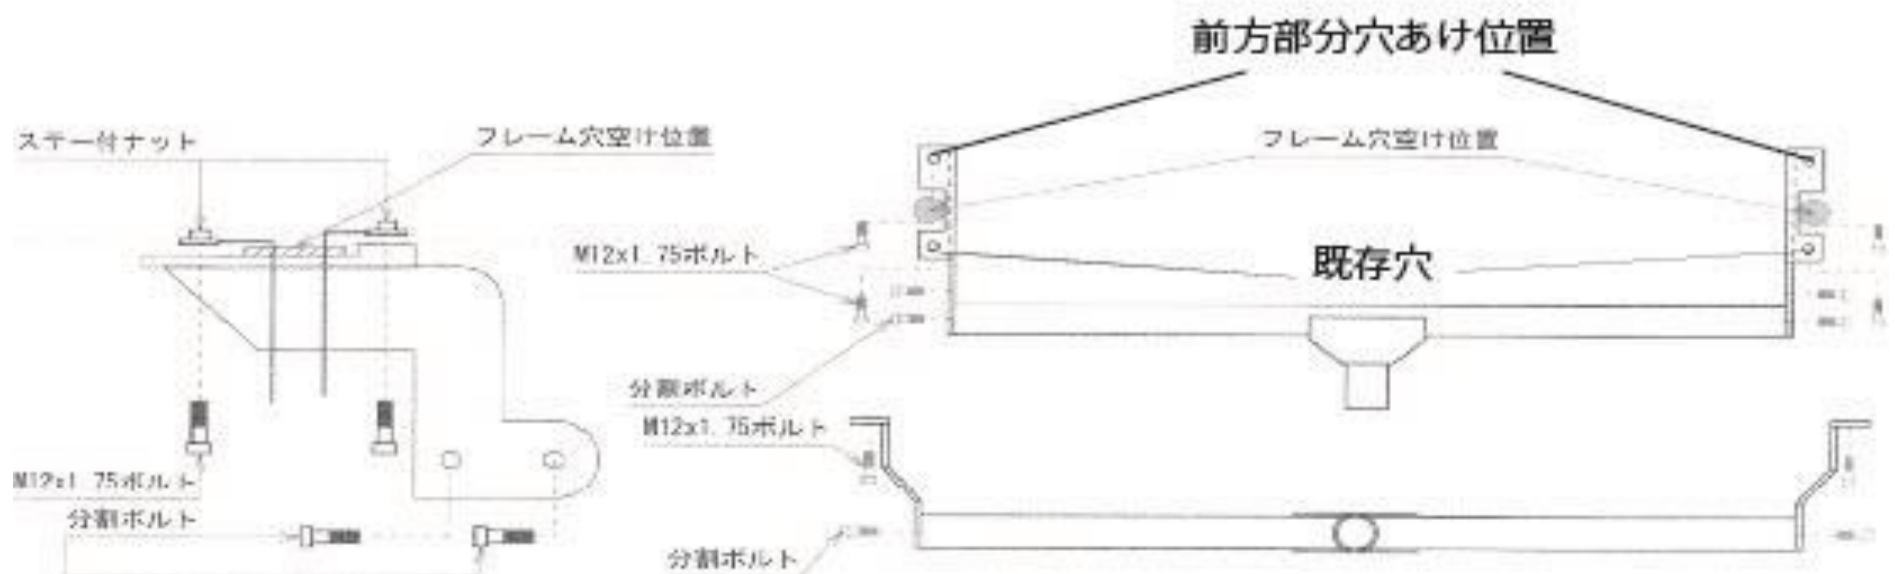 前方部分穴あけ位置
ステー付ナット
フレーム穴空け位置
フレーム穴空け位置
M12x1.75ボルト
既存穴
分割ボルト
M12x1.75ボルト
M12x1.75ボルト
分割ボルト
分割ボルト